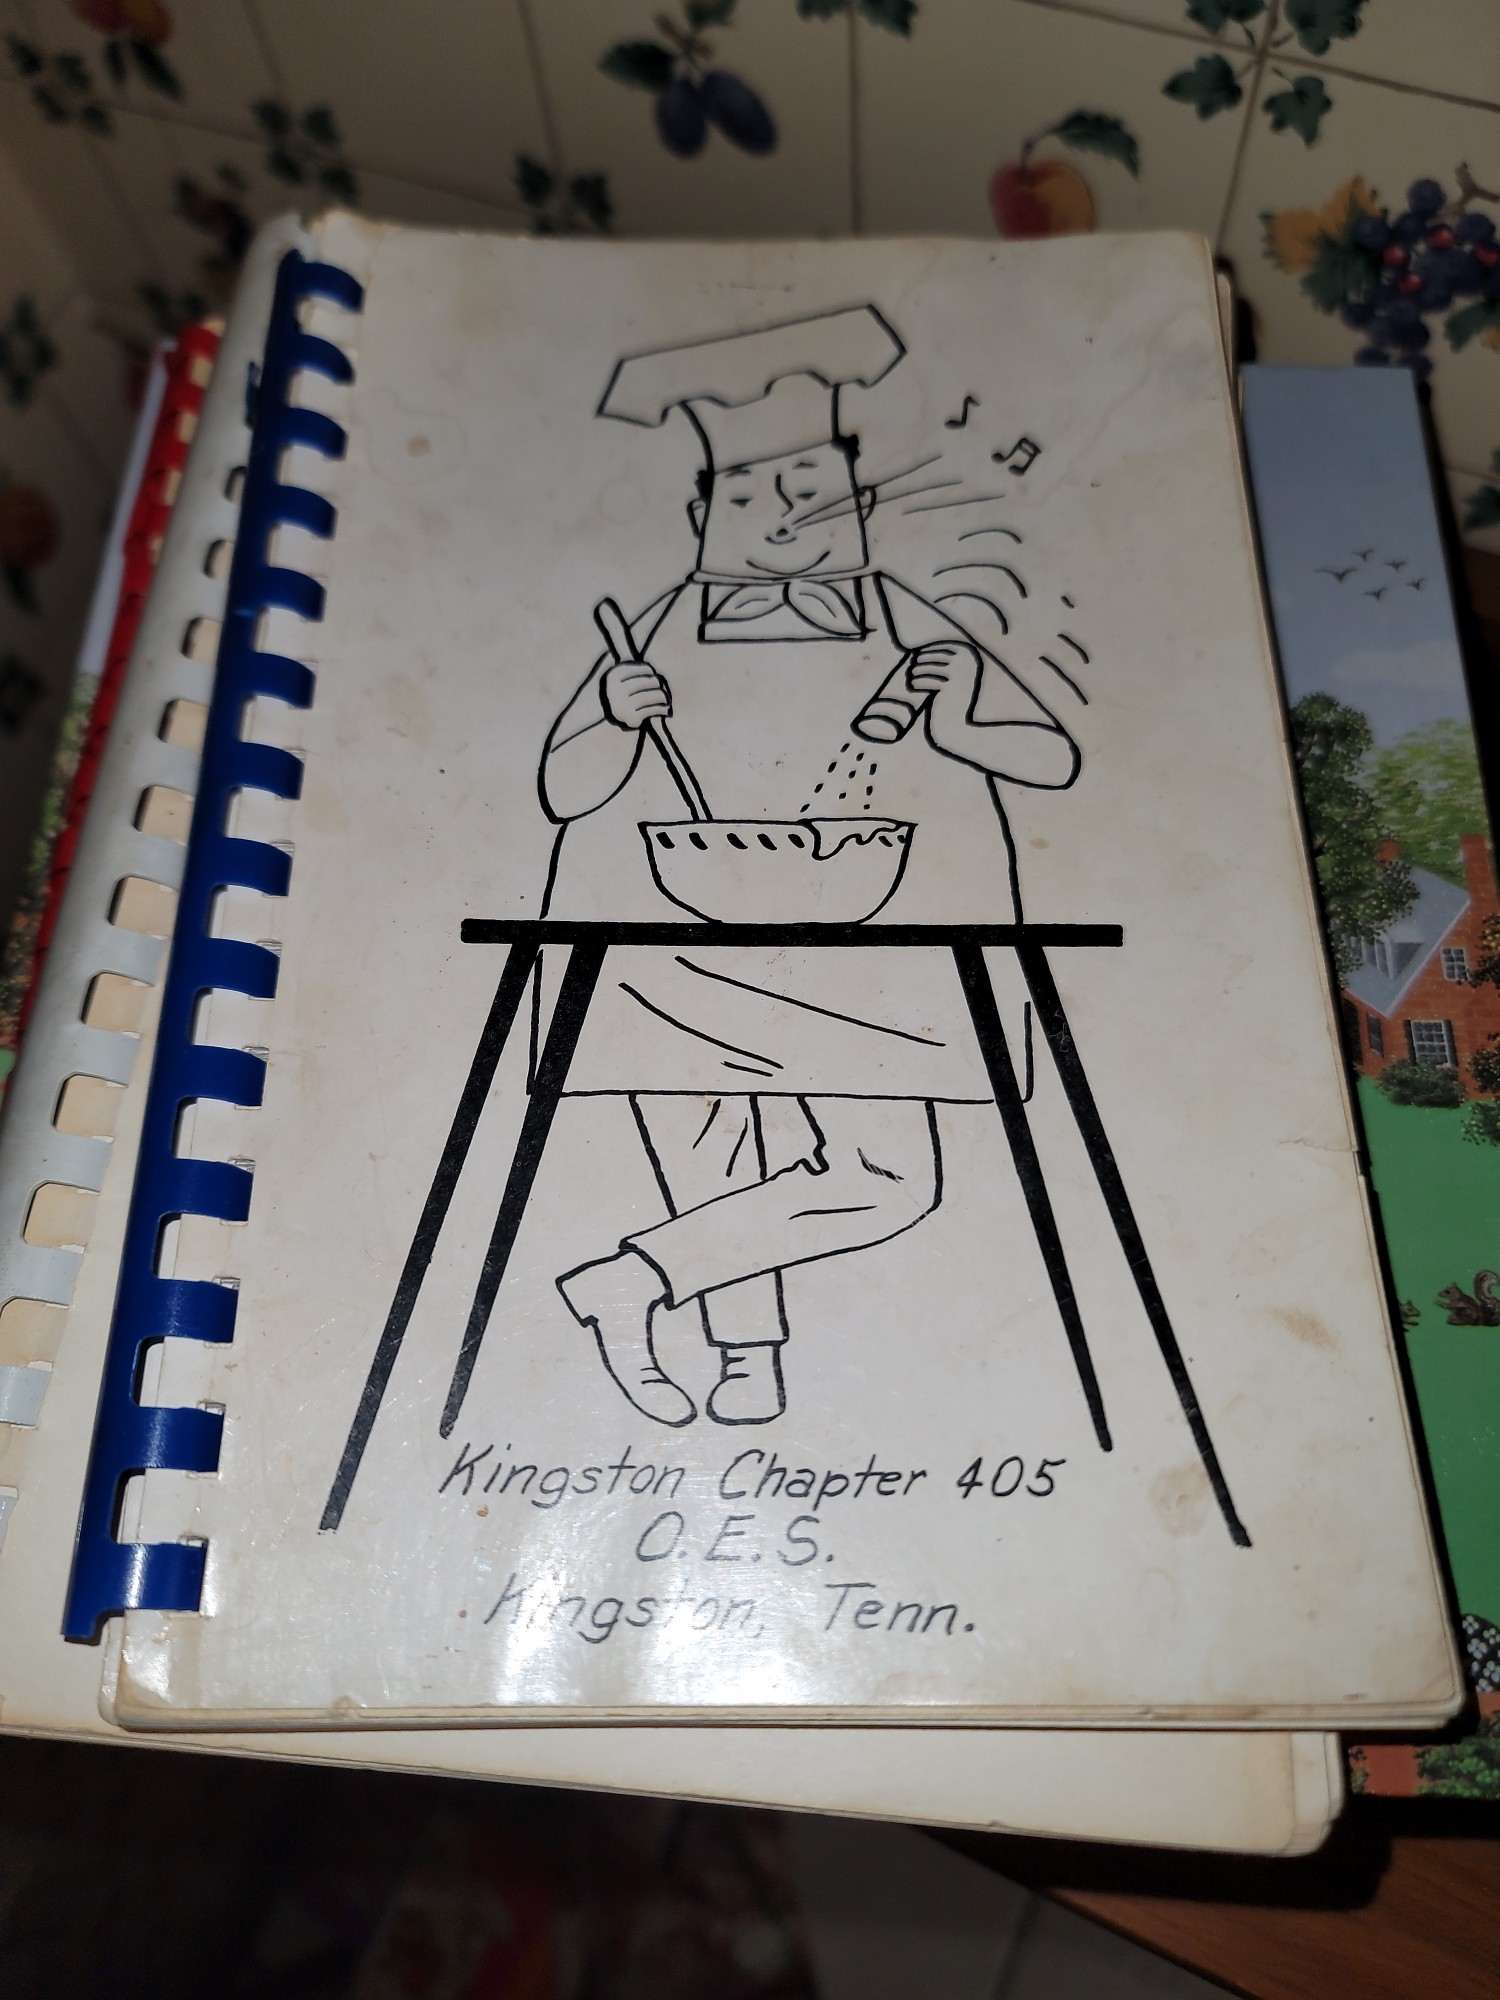 Kingston Chapter 405
O.E.S.
Kingston, Tenn.